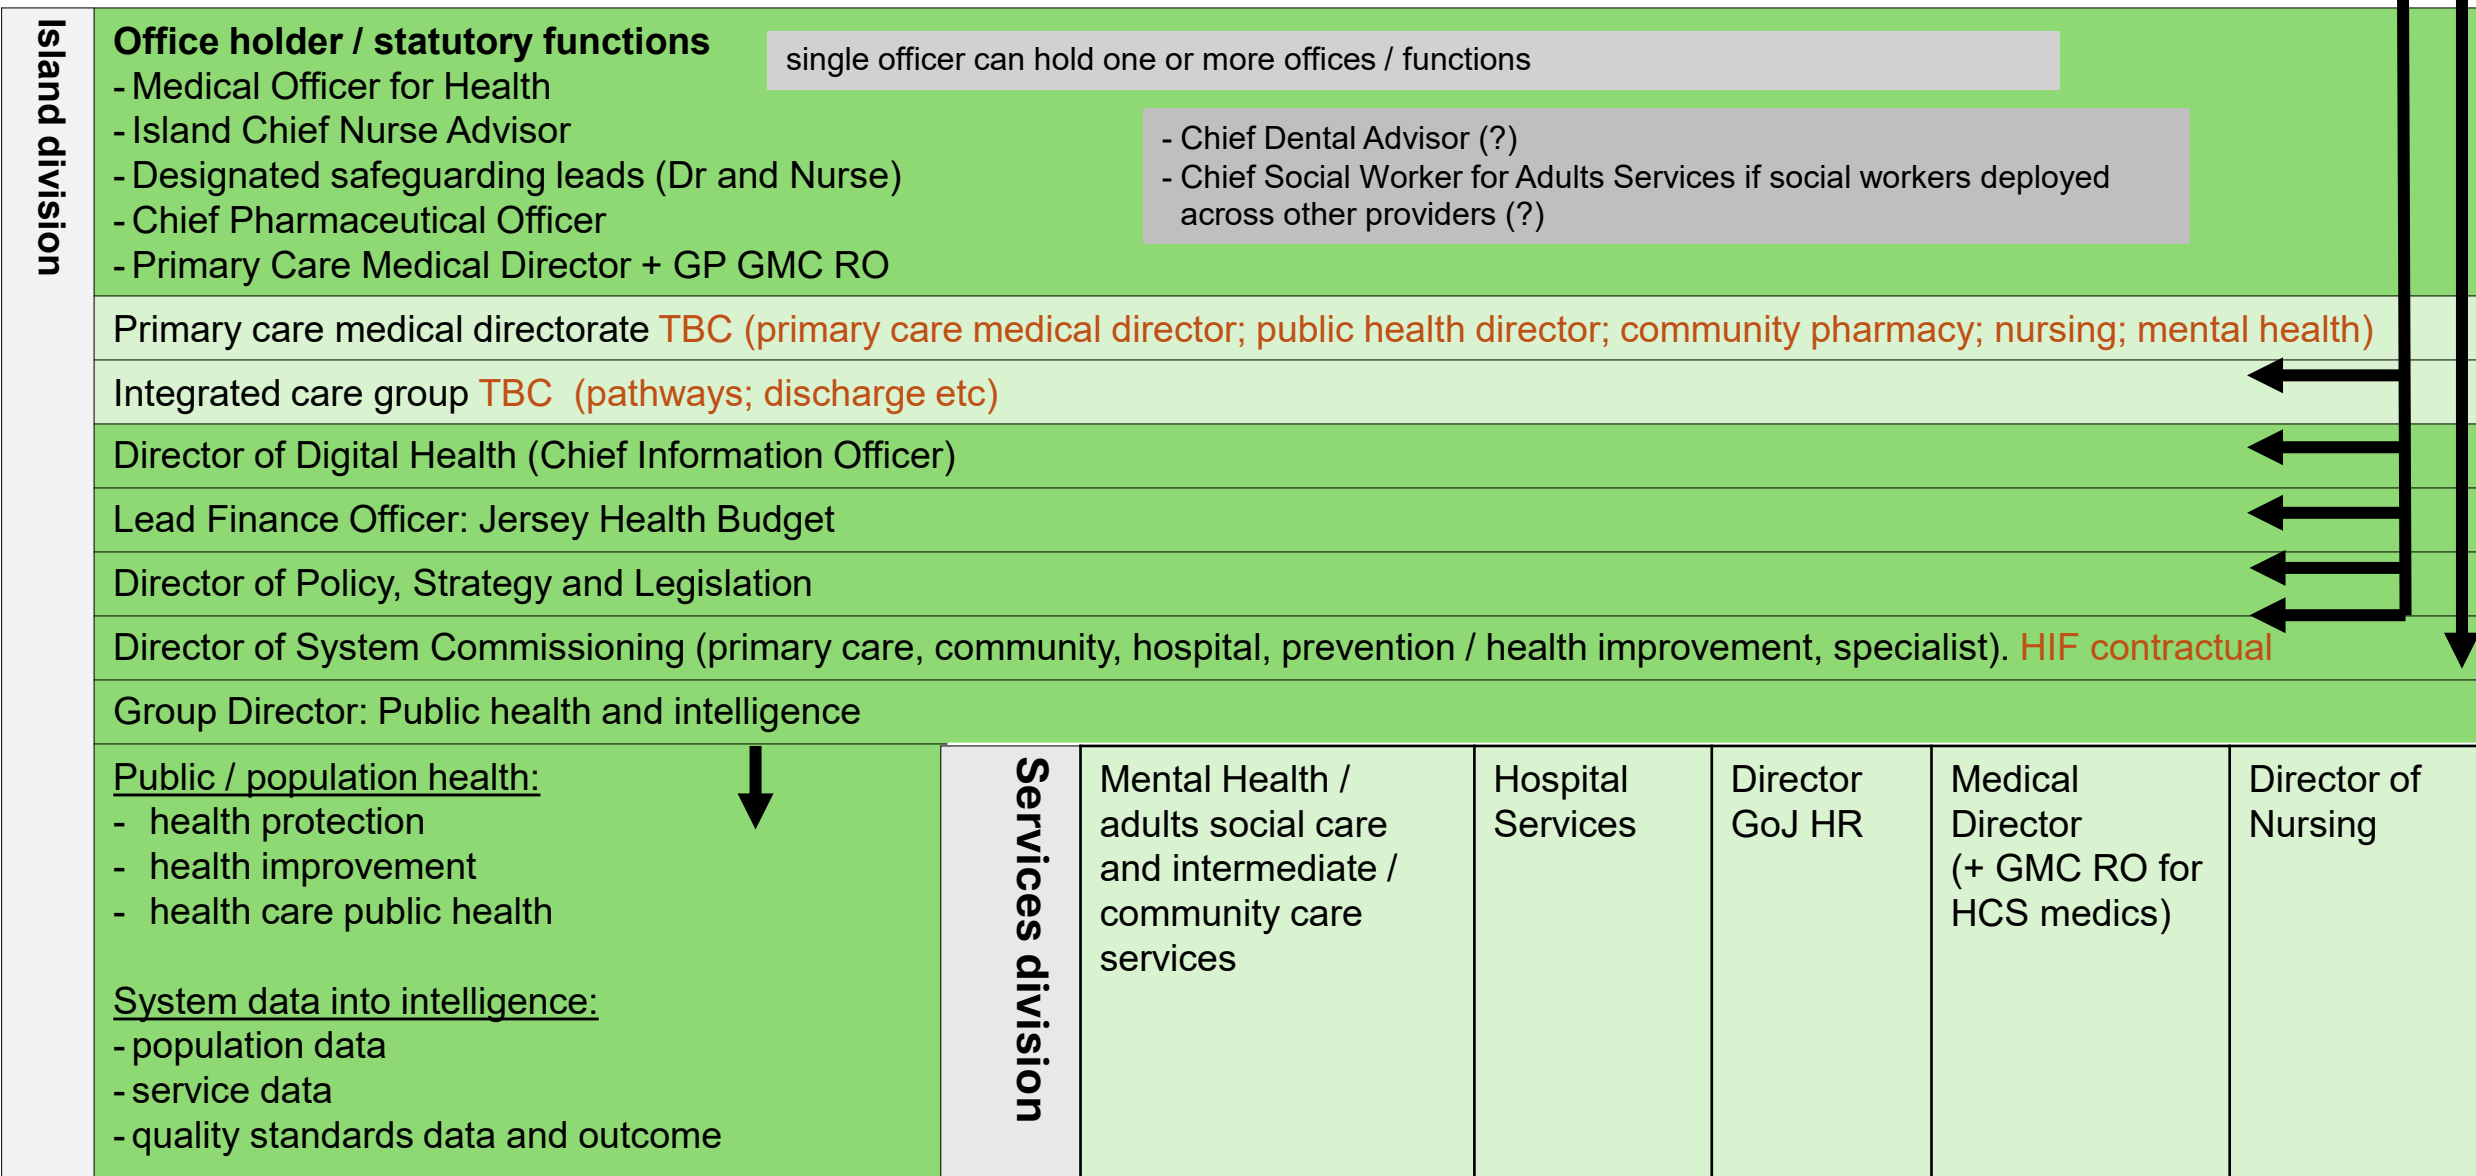 Island division
Office holder / statutory functions
- Medical Officer for Health
- Island Chief Nurse Advisor
- Designated safeguarding leads (Dr and Nurse)
- Chief Pharmaceutical Officer
- Primary Care Medical Director + GP GMC RO
single officer can hold one or more offices / functions
- Chief Dental Advisor (?)
- Chief Social Worker for Adults Services if social workers deployed
across other providers (?)
Primary care medical directorate TBC (primary care medical director; public health director; community pharmacy; nursing; mental health)
Integrated care group TBC (pathways; discharge etc)
Director of Digital Health (Chief Information Officer)
Lead Finance Officer: Jersey Health Budget
Director of Policy, Strategy and Legislation
Director of System Commissioning (primary care, community, hospital, prevention / health improvement, specialist). HIF contractual
Group Director: Public health and intelligence
Public / population health:
- health protection
- health improvement
- health care public health
System data into intelligence:
- population data
- service data
- quality standards data and outcome
Services division
Mental Health /
adults social care
and intermediate /
community care
services
Hospital
Services
Director
GoJ HR
Medical
Director
(+ GMC RO for
HCS medics)
Director of
Nursing